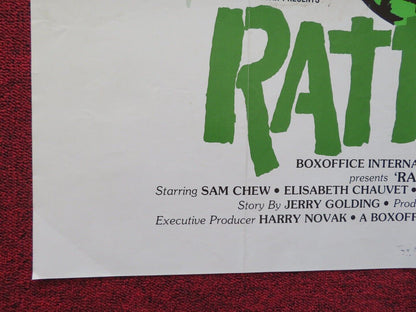 PRESENTS
RATT
BOXOFFICE INTERNA
presents 'RA
Starring SAM CHEW • ELISABETH CHAUVET •
Story By JERRY GOLDING • Prod
Executive Producer HARRY NOVAK • A BOXOFF